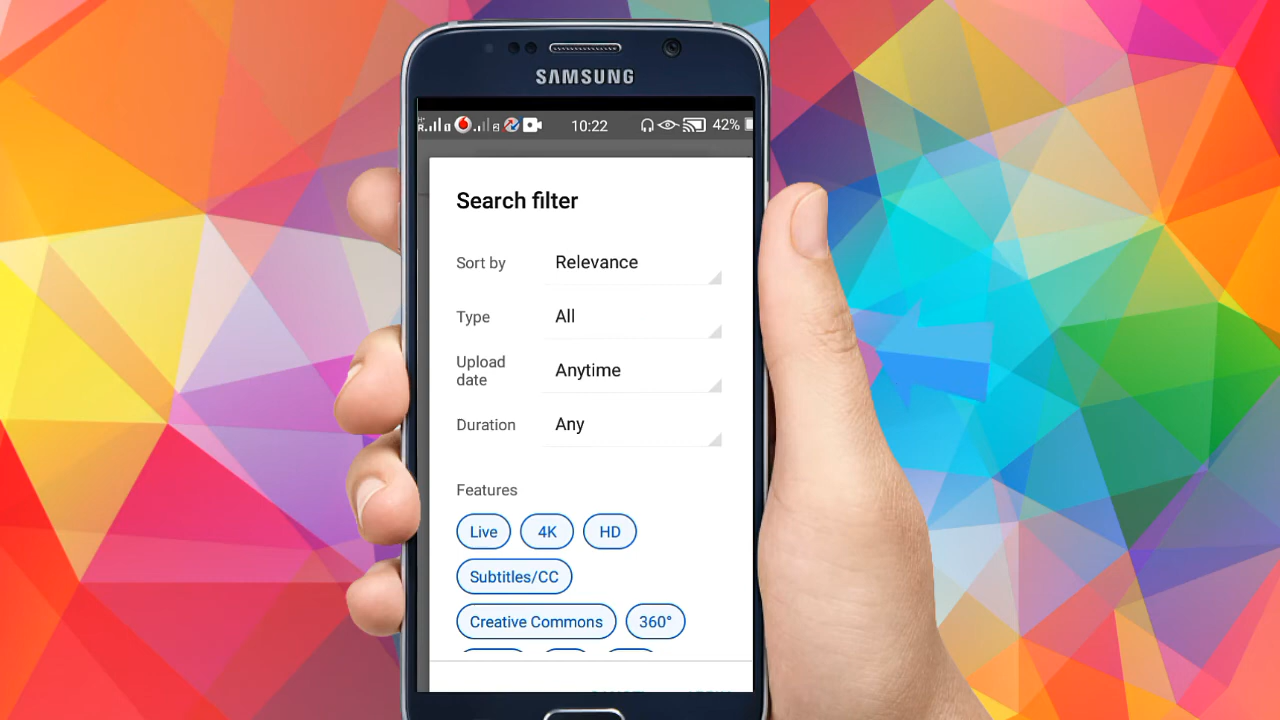 SAMSUNG
10:22 42%
Search filter
Sort by Relevance
Type All
Upload date Anytime
Duration Any
Features
Live 4K HD
Subtitles/CC
Creative Commons 360°